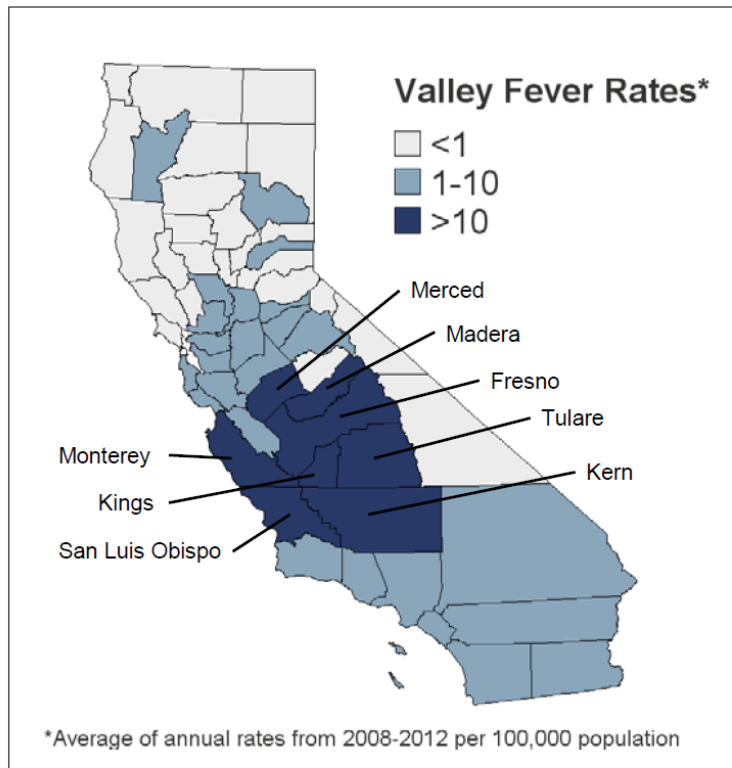 Valley Fever Rates*
<1
1-10
>10
Merced
Madera
Fresno
Tulare
Monterey
Kern
Kings
San Luis Obispo
*Average of annual rates from 2008-2012 per 100,000 population